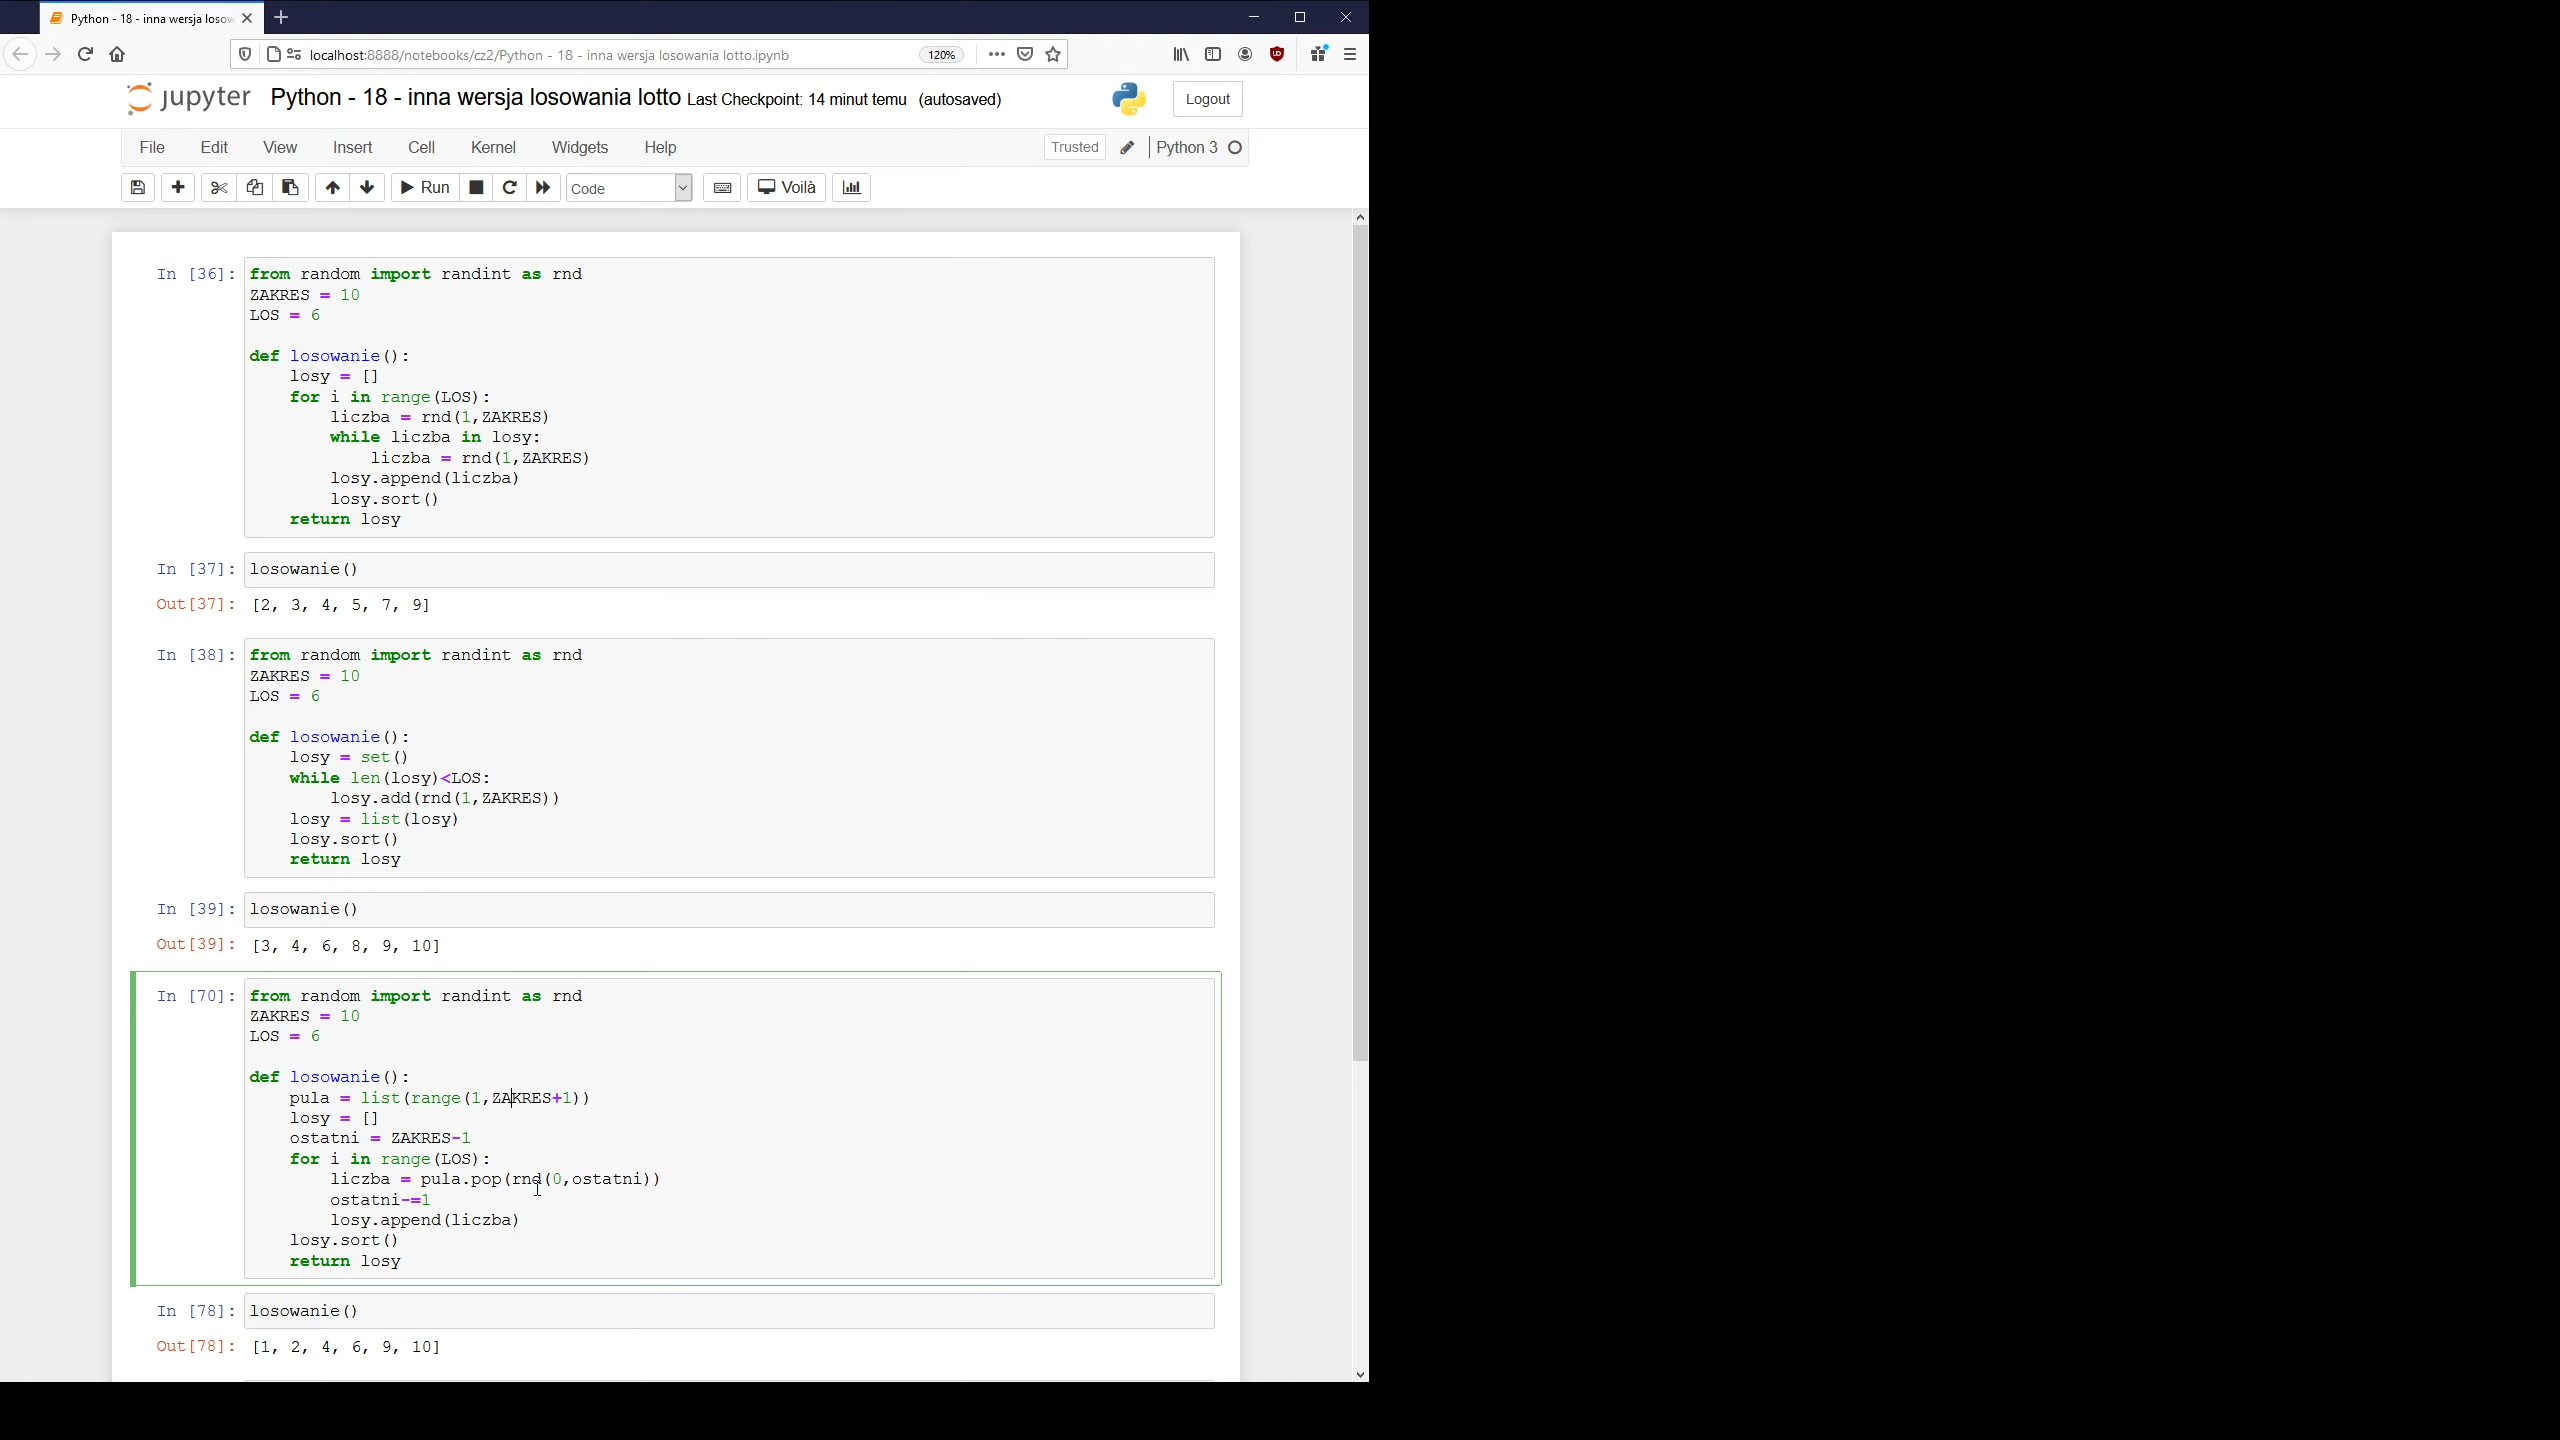 Python - 18 - inna wersja losow
localhost:8888/notebooks/cz2/Python - 18 - inna wersja losowania lotto.ipynb
120%
jupyter Python - 18 - inna wersja losowania lotto Last Checkpoint: 14 minut temu (autosaved)
Logout
File Edit View Insert Cell Kernel Widgets Help
Trusted Python 3
Run Code Voilà
In [36]: from random import randint as rnd
ZAKRES = 10
LOS = 6
def losowanie():
    losy = []
    for i in range(LOS):
        liczba = rnd(1,ZAKRES)
        while liczba in losy:
            liczba = rnd(1,ZAKRES)
        losy.append(liczba)
        losy.sort()
    return losy
In [37]: losowanie()
Out[37]: [2, 3, 4, 5, 7, 9]
In [38]: from random import randint as rnd
ZAKRES = 10
LOS = 6
def losowanie():
    losy = set()
    while len(losy)<LOS:
        losy.add(rnd(1,ZAKRES))
    losy = list(losy)
    losy.sort()
    return losy
In [39]: losowanie()
Out[39]: [3, 4, 6, 8, 9, 10]
In [70]: from random import randint as rnd
ZAKRES = 10
LOS = 6
def losowanie():
    pula = list(range(1,ZAKRES+1))
    losy = []
    ostatni = ZAKRES-1
    for i in range(LOS):
        liczba = pula.pop(rnd(0,ostatni))
        ostatni-=1
        losy.append(liczba)
    losy.sort()
    return losy
In [78]: losowanie()
Out[78]: [1, 2, 4, 6, 9, 10]